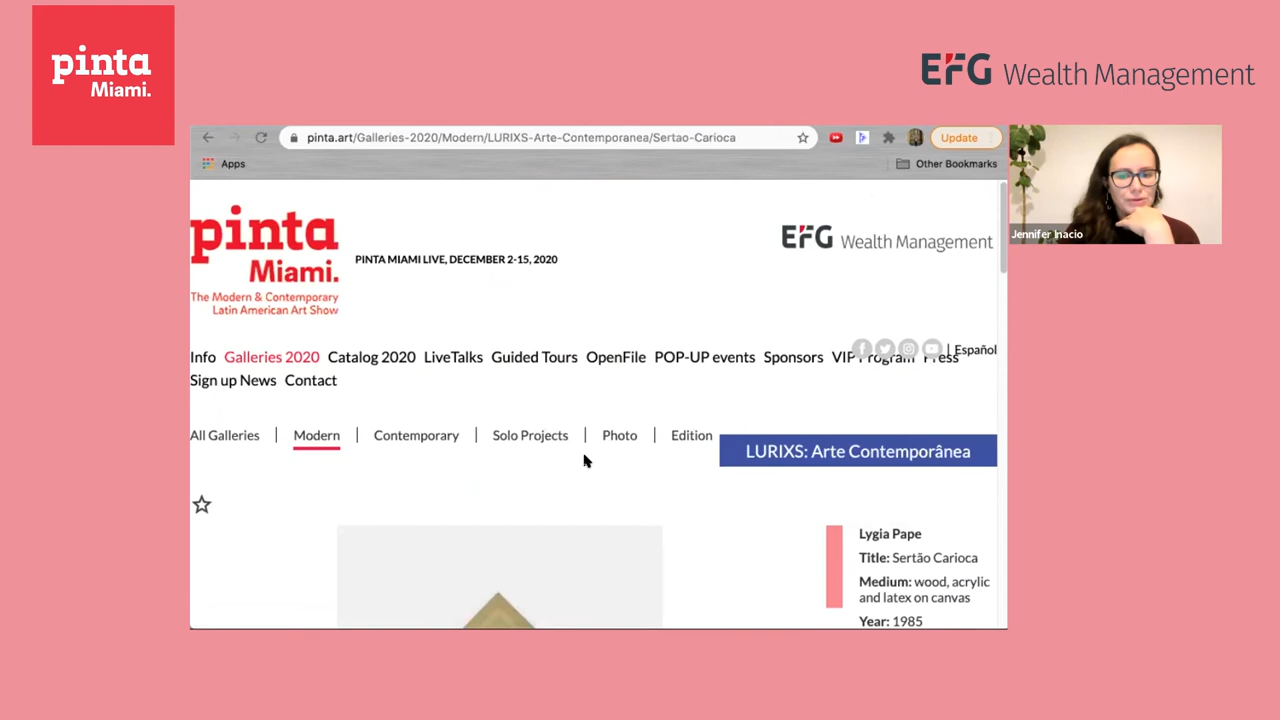 pinta
Miami.
EFG Wealth Management
pinta.art/Galleries-2020/Modern/LURIXS-Arte-Contemporanea/Sertao-Carioca
Update
Apps
Other Bookmarks
Jennifer Inacio
pinta
Miami.
The Modern & Contemporary
Latin American Art Show
PINTA MIAMI LIVE, DECEMBER 2-15, 2020
EFG Wealth Management
| Español
Info Galleries 2020 Catalog 2020 LiveTalks Guided Tours OpenFile POP-UP events Sponsors VIP Program Press
Sign up News Contact
All Galleries | Modern | Contemporary | Solo Projects | Photo | Edition
LURIXS: Arte Contemporânea
Lygia Pape
Title: Sertão Carioca
Medium: wood, acrylic
and latex on canvas
Year: 1985